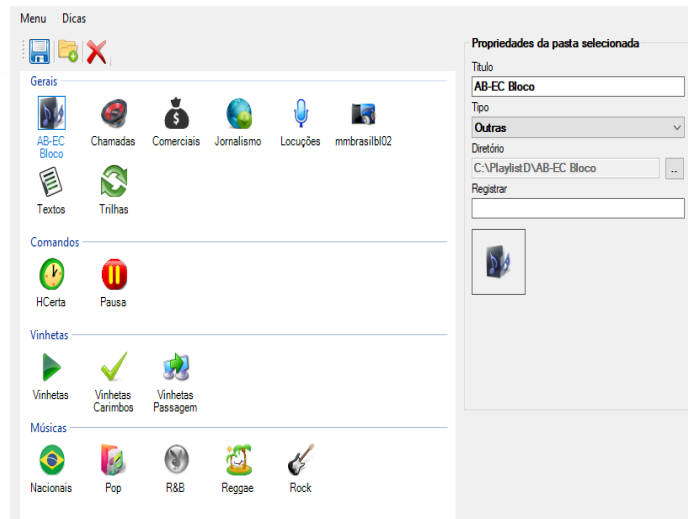 Menu Dicas
Gerais
AB-EC Bloco
Chamadas
Comerciais
Jornalismo
Locuções
mmbrasilbl02
Textos
Trilhas
Comandos
HCerta
Pausa
Vinhetas
Vinhetas
Vinhetas Carimbos
Vinhetas Passagem
Músicas
Nacionais
Pop
R&B
Reggae
Rock
Propriedades da pasta selecionada
Titulo
AB-EC Bloco
Tipo
Outras
Diretório
C:\PlaylistD\AB-EC Bloco
..
Registrar